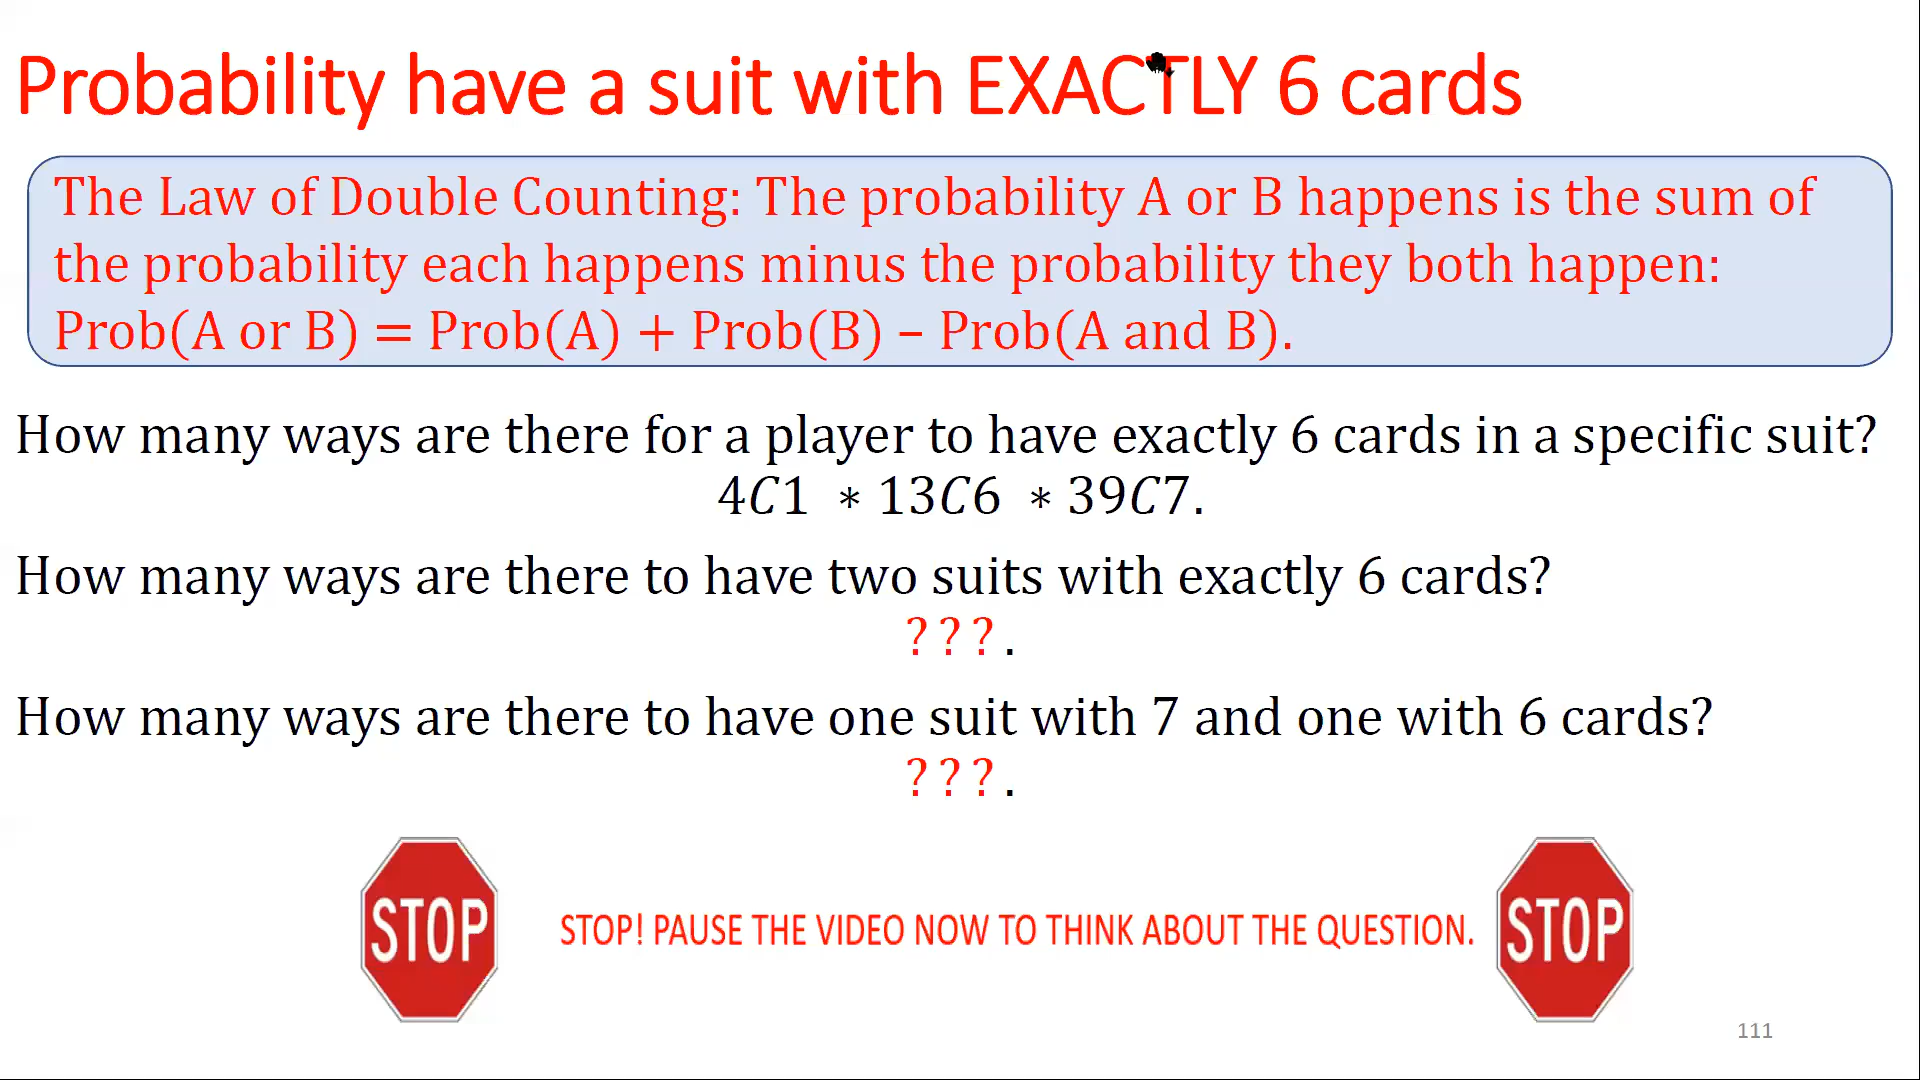 Probability have a suit with EXACTLY 6 cards
The Law of Double Counting: The probability A or B happens is the sum of
the probability each happens minus the probability they both happen:
Prob(A or B) = Prob(A) + Prob(B) – Prob(A and B).
How many ways are there for a player to have exactly 6 cards in a specific suit?
4C1 ∗ 13C6 ∗ 39C7.
How many ways are there to have two suits with exactly 6 cards?
???.
How many ways are there to have one suit with 7 and one with 6 cards?
???.
STOP
STOP! PAUSE THE VIDEO NOW TO THINK ABOUT THE QUESTION.
STOP
111